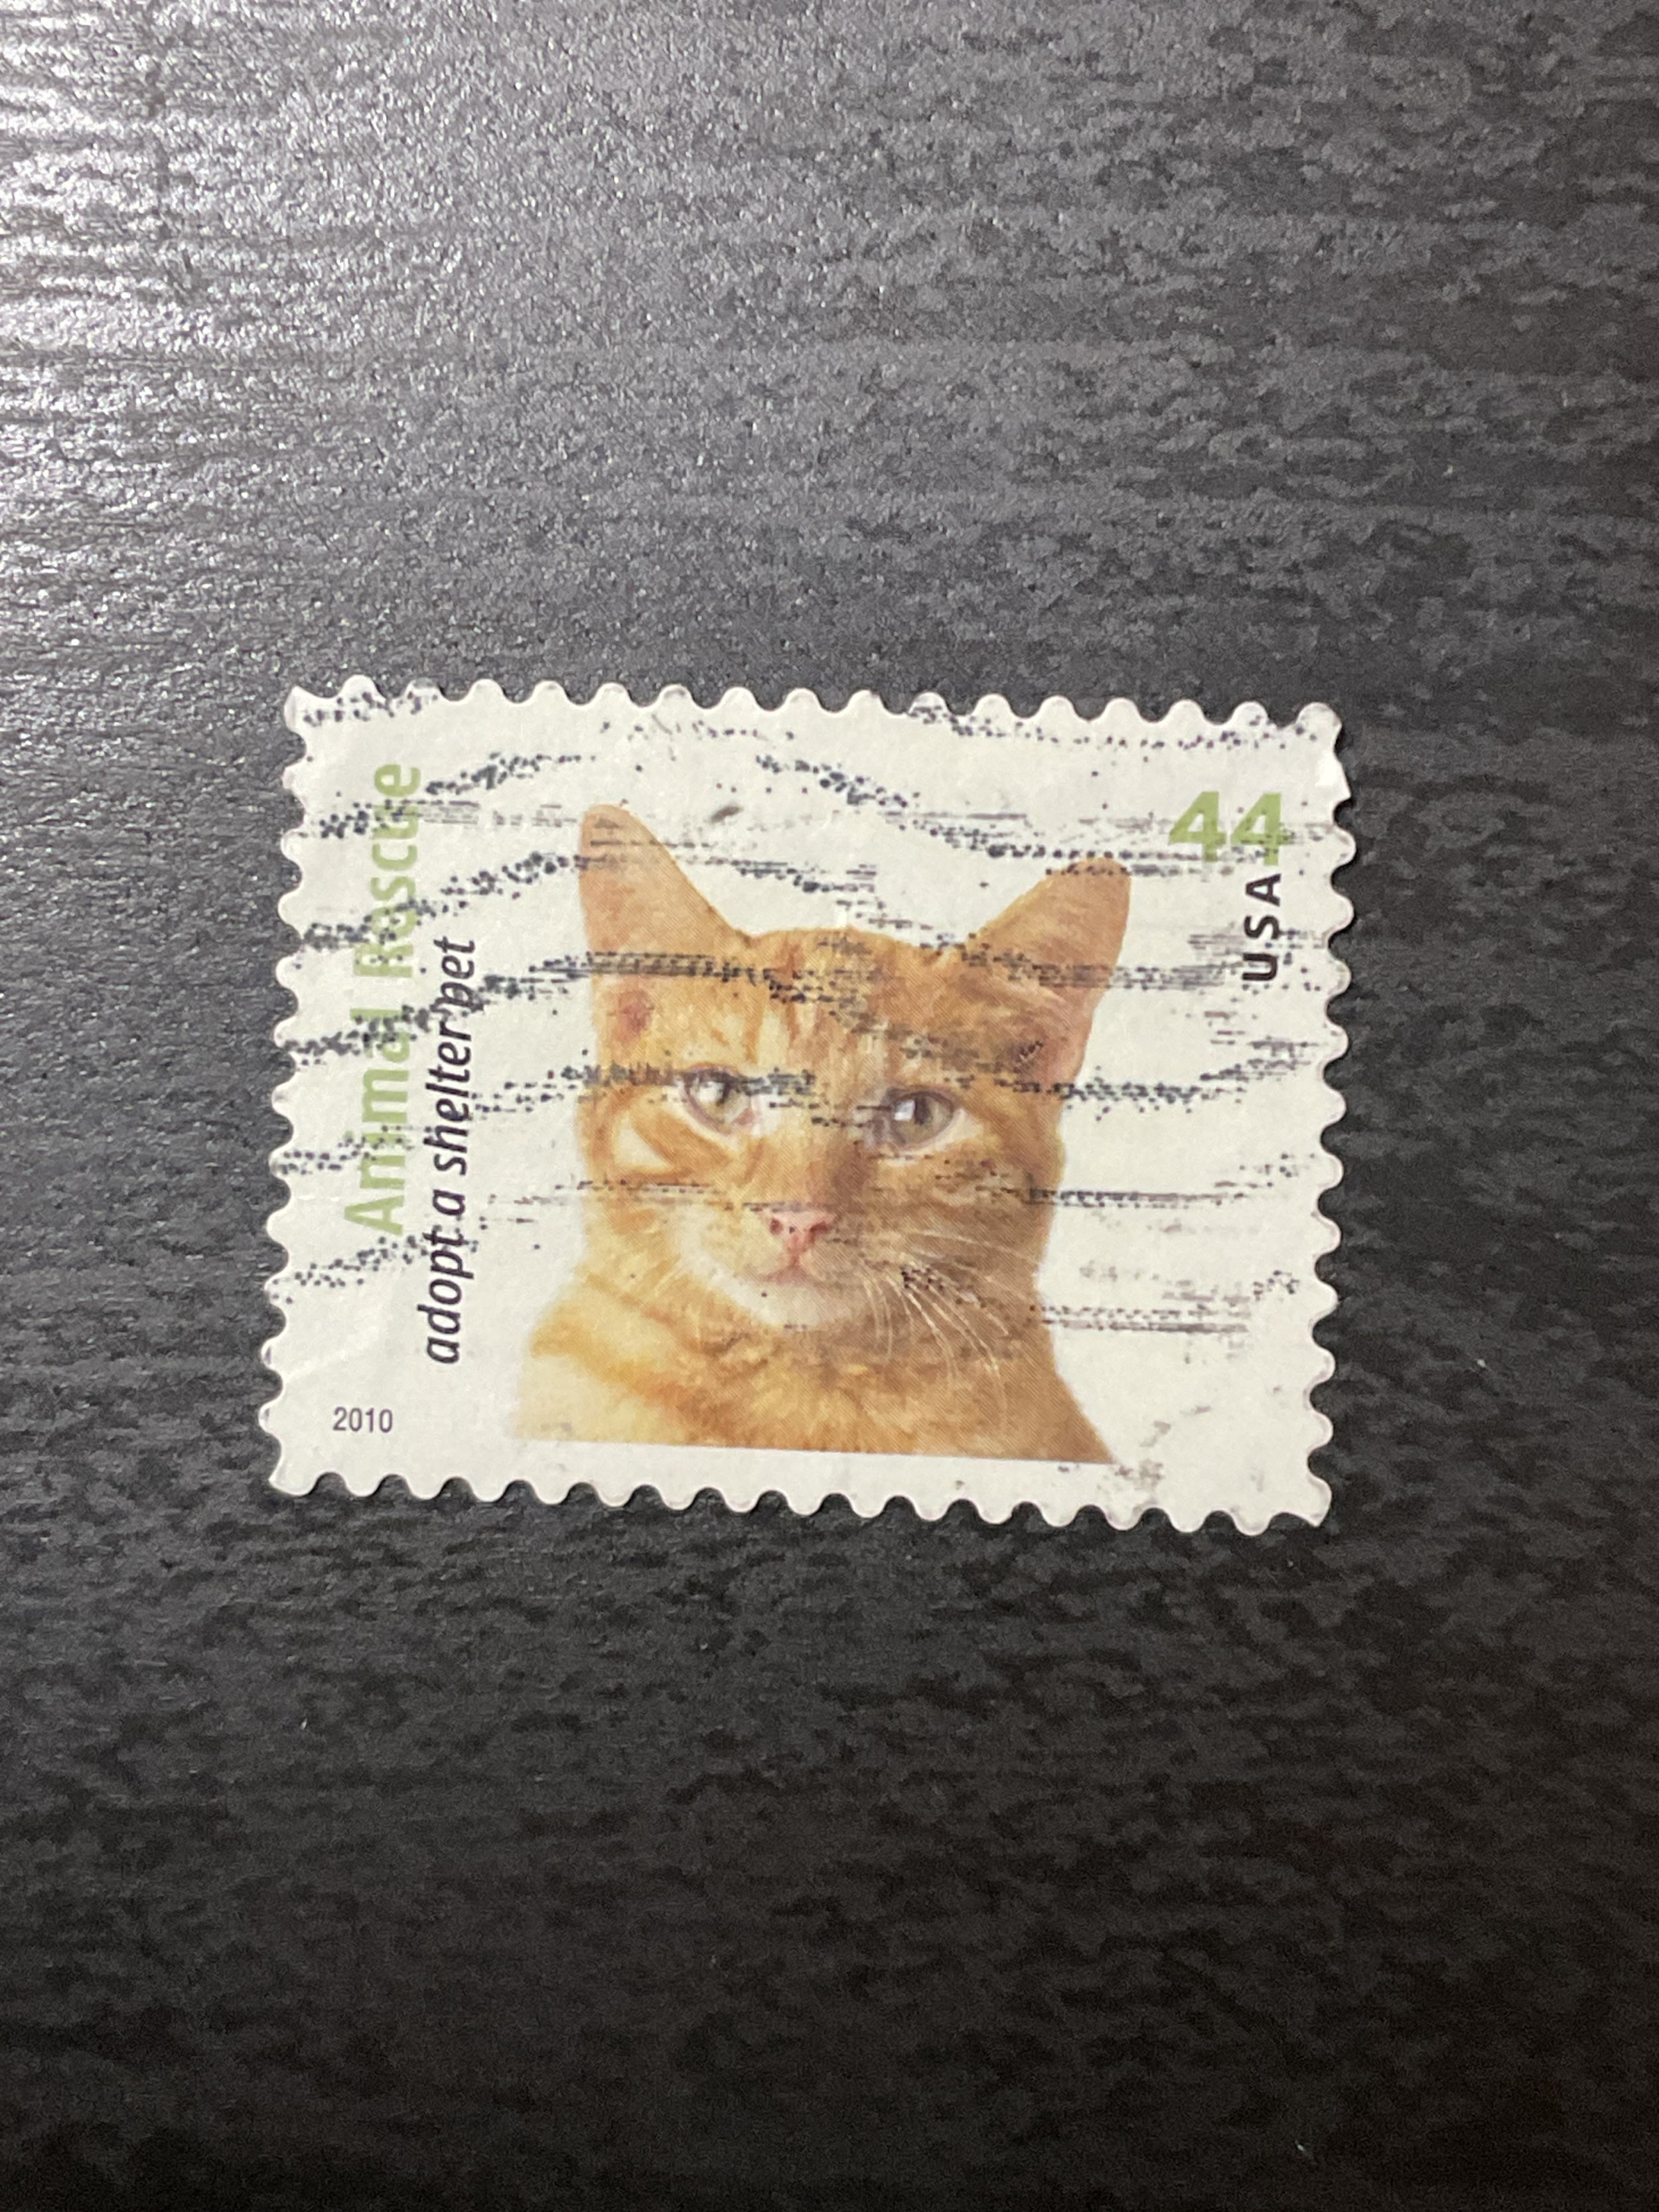 Animal Rescue
adopt a shelter pet
44
USA
2010